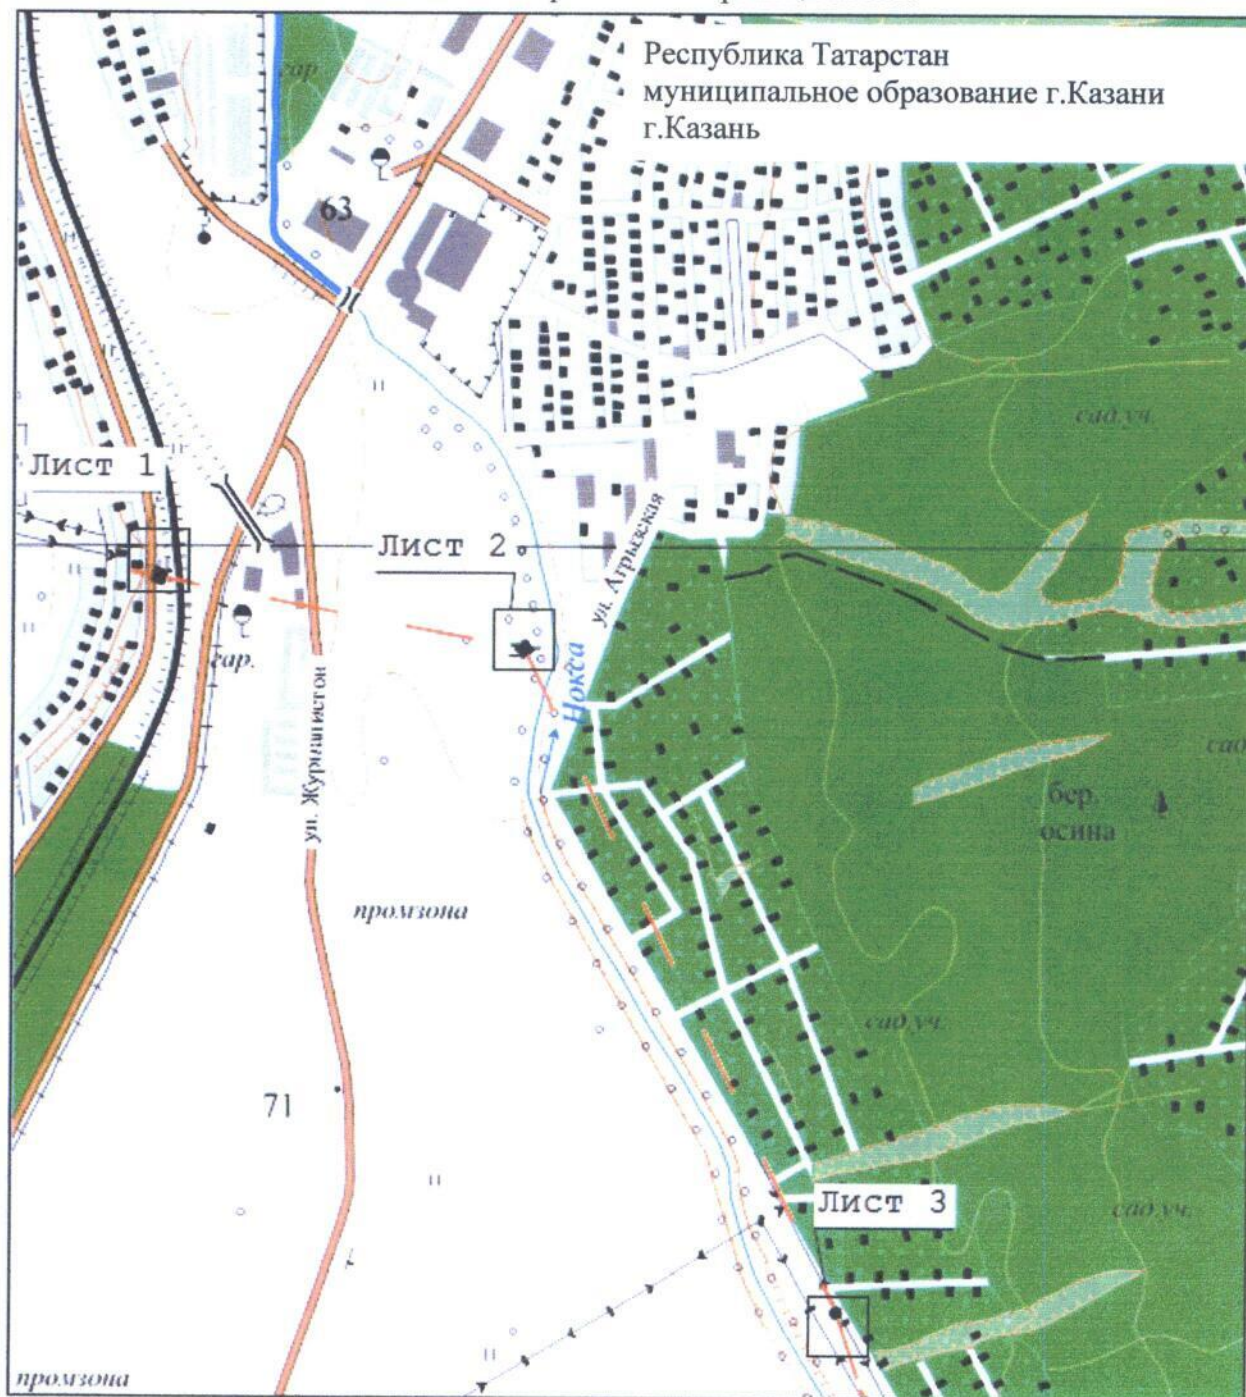 Республика Татарстан
муниципальное образование г.Казани
г.Казань
гар.
63
сад.уч.
Лист 1
Лист 2
ул. Агрызская
Нокса
гар.
ул. Журналистов
сад
бер.
осина
промзона
сад.уч.
71
Лист 3
сад.уч.
промзона